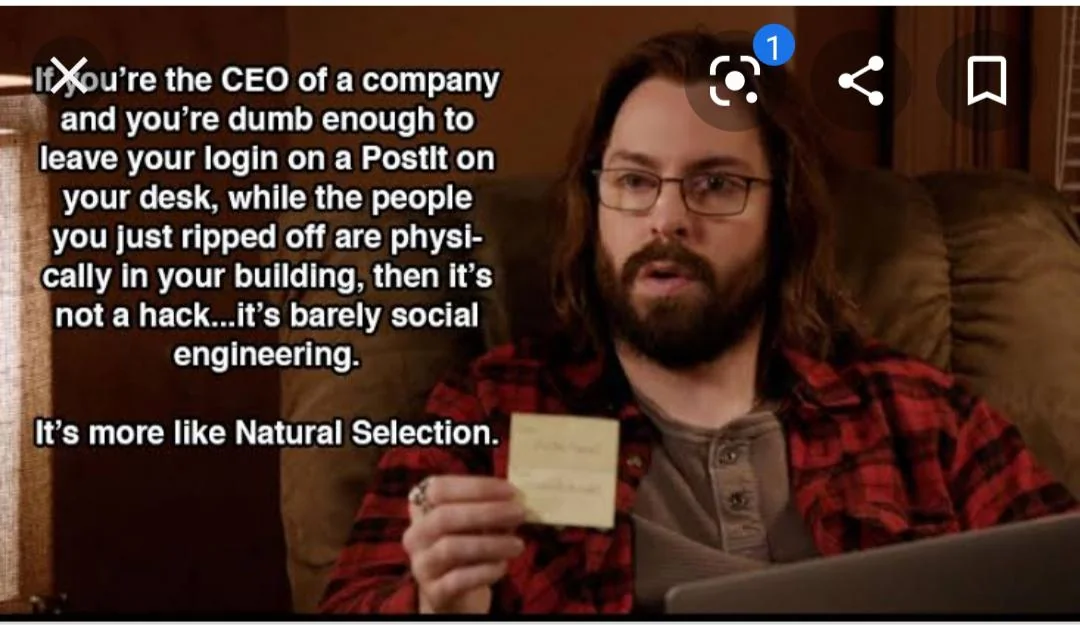 1
If you're the CEO of a company
and you're dumb enough to
leave your login on a PostIt on
your desk, while the people
you just ripped off are physi-
cally in your building, then it's
not a hack...it's barely social
engineering.
It's more like Natural Selection.